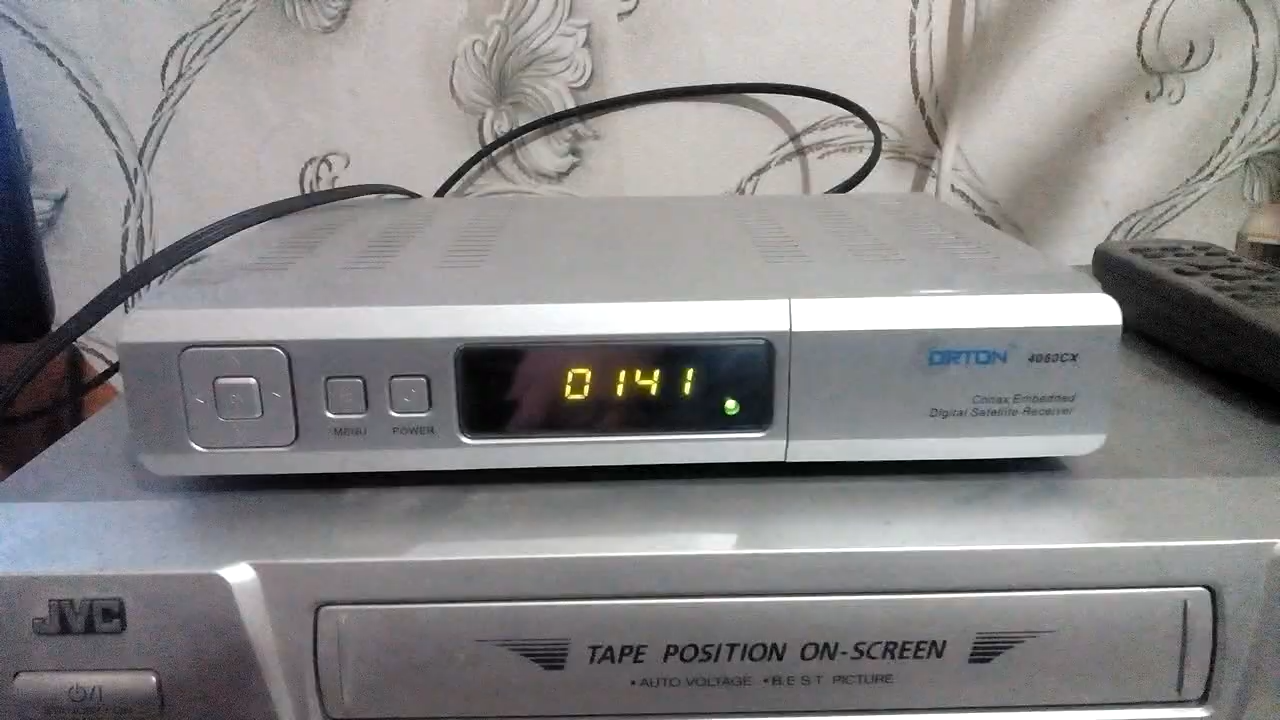 MENU POWER
0141
ORTON 4060CX
Conax Embedded
Digital Satellite Receiver
JVC
TAPE POSITION ON-SCREEN
• AUTO VOLTAGE • B.E.S.T PICTURE